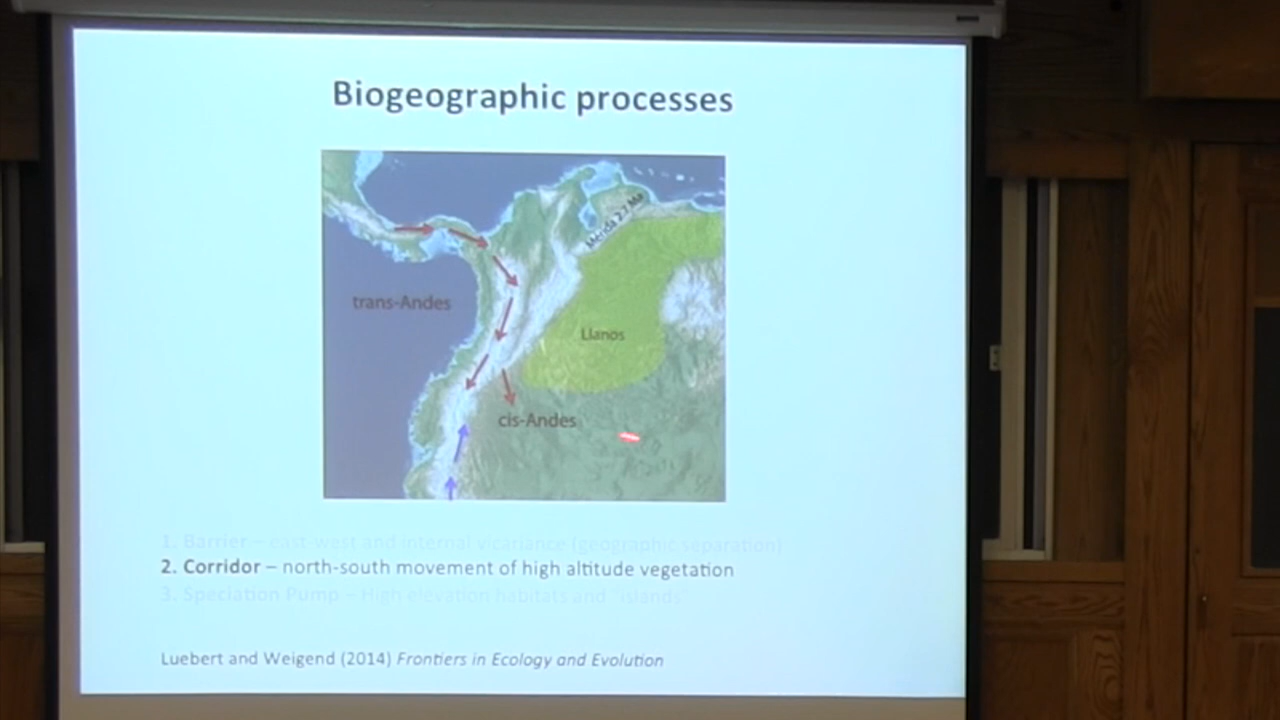 Biogeographic processes
Mérida 2.7 Ma
trans-Andes
Llanos
cis-Andes
1. Barrier – east-west and internal vicariance (geographic separation)
2. Corridor – north-south movement of high altitude vegetation
3. Speciation Pump – High elevation habitats and "islands"
Luebert and Weigend (2014) Frontiers in Ecology and Evolution